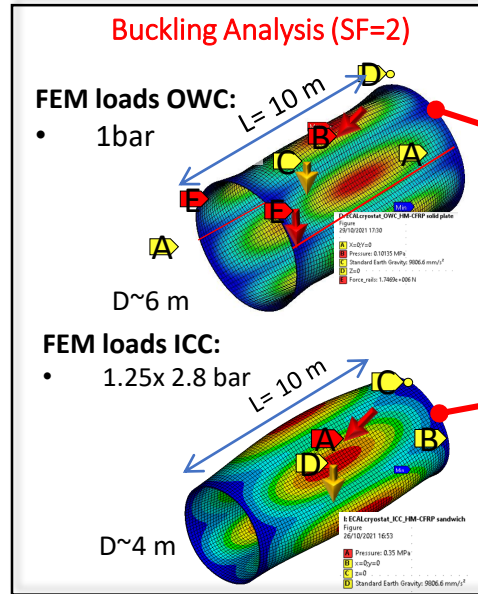 Buckling Analysis (SF=2)
FEM loads OWC:
• 1bar
L= 10 m
D
B
C
A
E
E
A
Min
D: ECALcryostat_OWC_HM-CFRP solid plate
Figure
29/10/2021 17:30
A X=0;Y=0
B Pressure: 0.10135 MPa
C Standard Earth Gravity: 9806.6 mm/s²
D Z=0
E Force_rails: 1.7469e+006 N
D~6 m
FEM loads ICC:
• 1.25x 2.8 bar
L= 10 m
C
A
B
D
Min
D~4 m
I: ECALcryostat_ICC_HM-CFRP sandwich
Figure
26/10/2021 16:53
A Pressure: 0.35 MPa
B x=0;y=0
C z=0
D Standard Earth Gravity: 9806.6 mm/s²